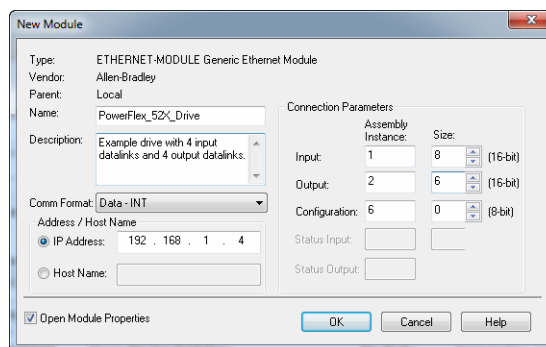 New Module
Type: ETHERNET-MODULE Generic Ethernet Module
Vendor: Allen-Bradley
Parent: Local
Name: PowerFlex_52X_Drive
Description: Example drive with 4 input
datalinks and 4 output datalinks.
Comm Format: Data - INT
Address / Host Name
IP Address: 192 . 168 . 1 . 4
Host Name:
Connection Parameters
Assembly
Instance: Size:
Input: 1 8 (16-bit)
Output: 2 6 (16-bit)
Configuration: 6 0 (8-bit)
Status Input:
Status Output:
Open Module Properties
OK Cancel Help